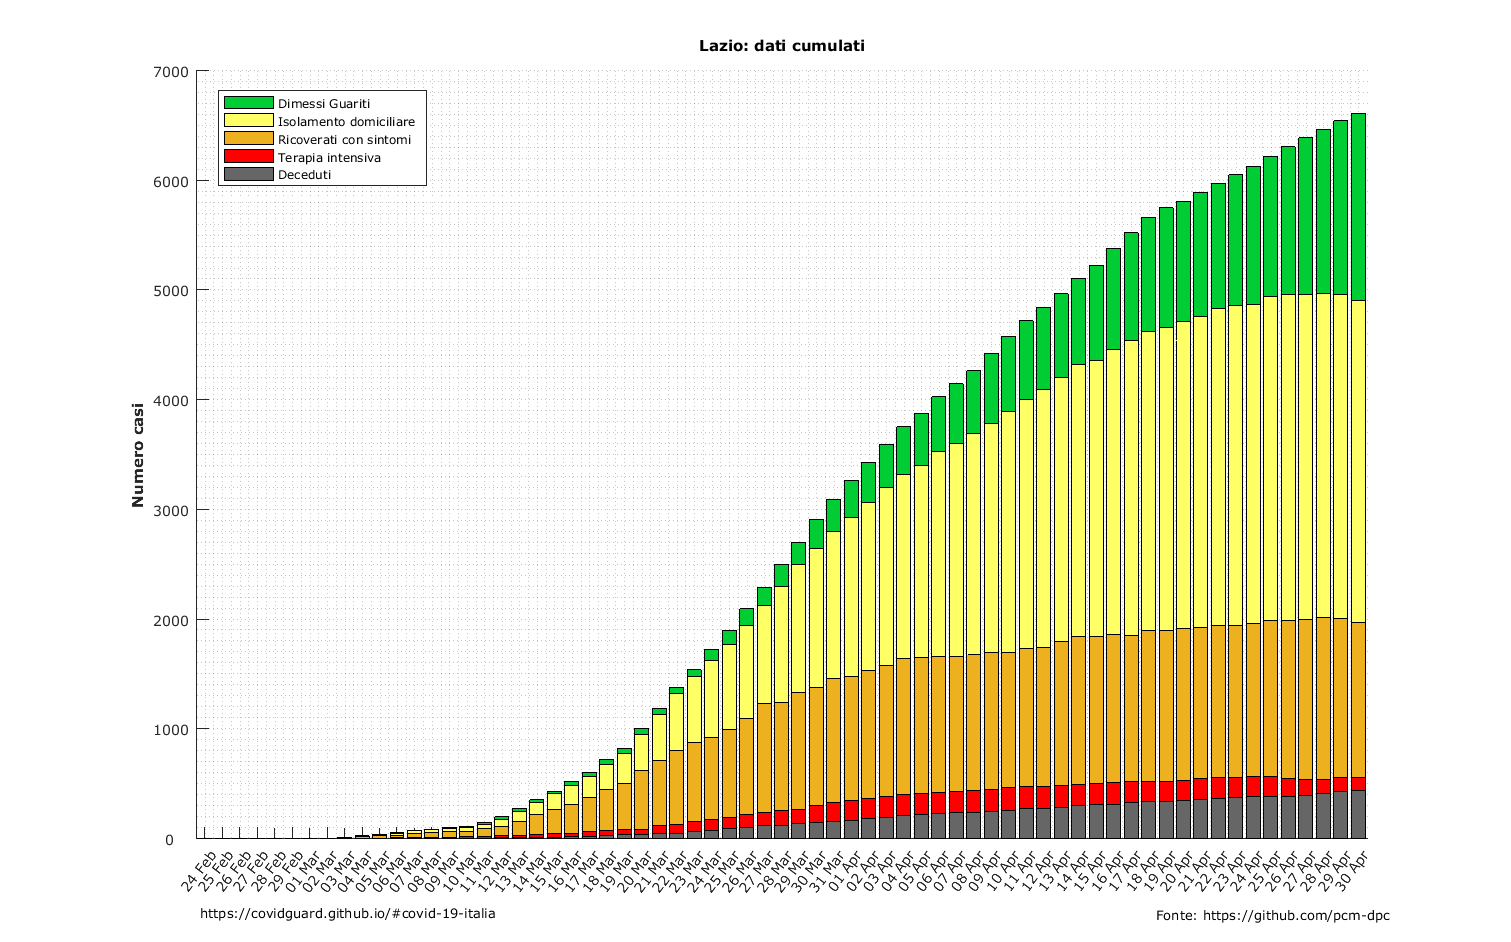 Lazio: dati cumulati
7000
6000
5000
4000
3000
2000
1000
0
Numero casi
Dimessi Guariti
Isolamento domiciliare
Ricoverati con sintomi
Terapia intensiva
Deceduti
24 Feb
25 Feb
26 Feb
27 Feb
28 Feb
29 Feb
01 Mar
02 Mar
03 Mar
04 Mar
05 Mar
06 Mar
07 Mar
08 Mar
09 Mar
10 Mar
11 Mar
12 Mar
13 Mar
14 Mar
15 Mar
16 Mar
17 Mar
18 Mar
19 Mar
20 Mar
21 Mar
22 Mar
23 Mar
24 Mar
25 Mar
26 Mar
27 Mar
28 Mar
29 Mar
30 Mar
31 Mar
01 Apr
02 Apr
03 Apr
04 Apr
05 Apr
06 Apr
07 Apr
08 Apr
09 Apr
10 Apr
11 Apr
12 Apr
13 Apr
14 Apr
15 Apr
16 Apr
17 Apr
18 Apr
19 Apr
20 Apr
21 Apr
22 Apr
23 Apr
24 Apr
25 Apr
26 Apr
27 Apr
28 Apr
29 Apr
30 Apr
https://covidguard.github.io/#covid-19-italia
Fonte: https://github.com/pcm-dpc